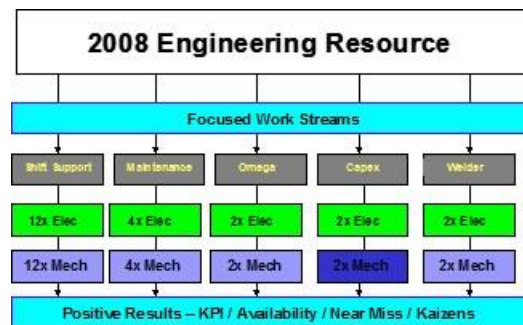 2008 Engineering Resource
Focused Work Streams
Shift Support Maintenance Omega Capex Welder
12x Elec 4x Elec 2x Elec 2x Elec 2x Elec
12x Mech 4x Mech 2x Mech 2x Mech 2x Mech
Positive Results – KPI / Availability / Near Miss / Kaizens